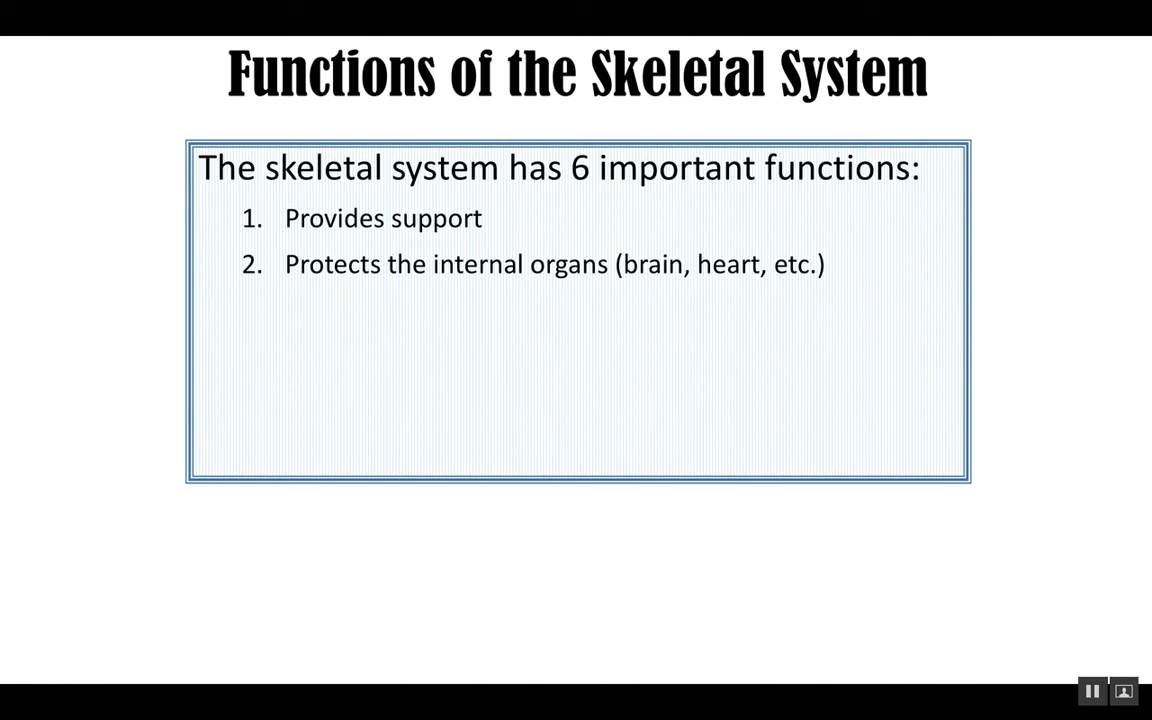 Functions of the Skeletal System
The skeletal system has 6 important functions:
1. Provides support
2. Protects the internal organs (brain, heart, etc.)